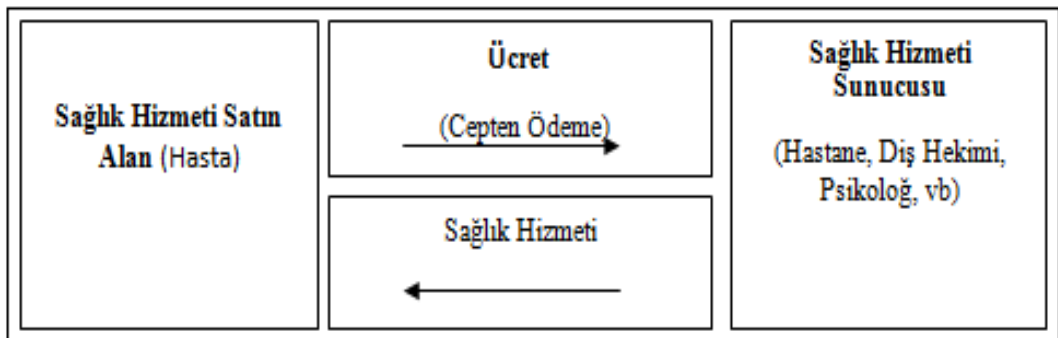 Sağlık Hizmeti Satın
Alan (Hasta)
Ücret
(Cepten Ödeme)
Sağlık Hizmeti
Sağlık Hizmeti
Sunucusu
(Hastane, Diş Hekimi,
Psikoloğ, vb)